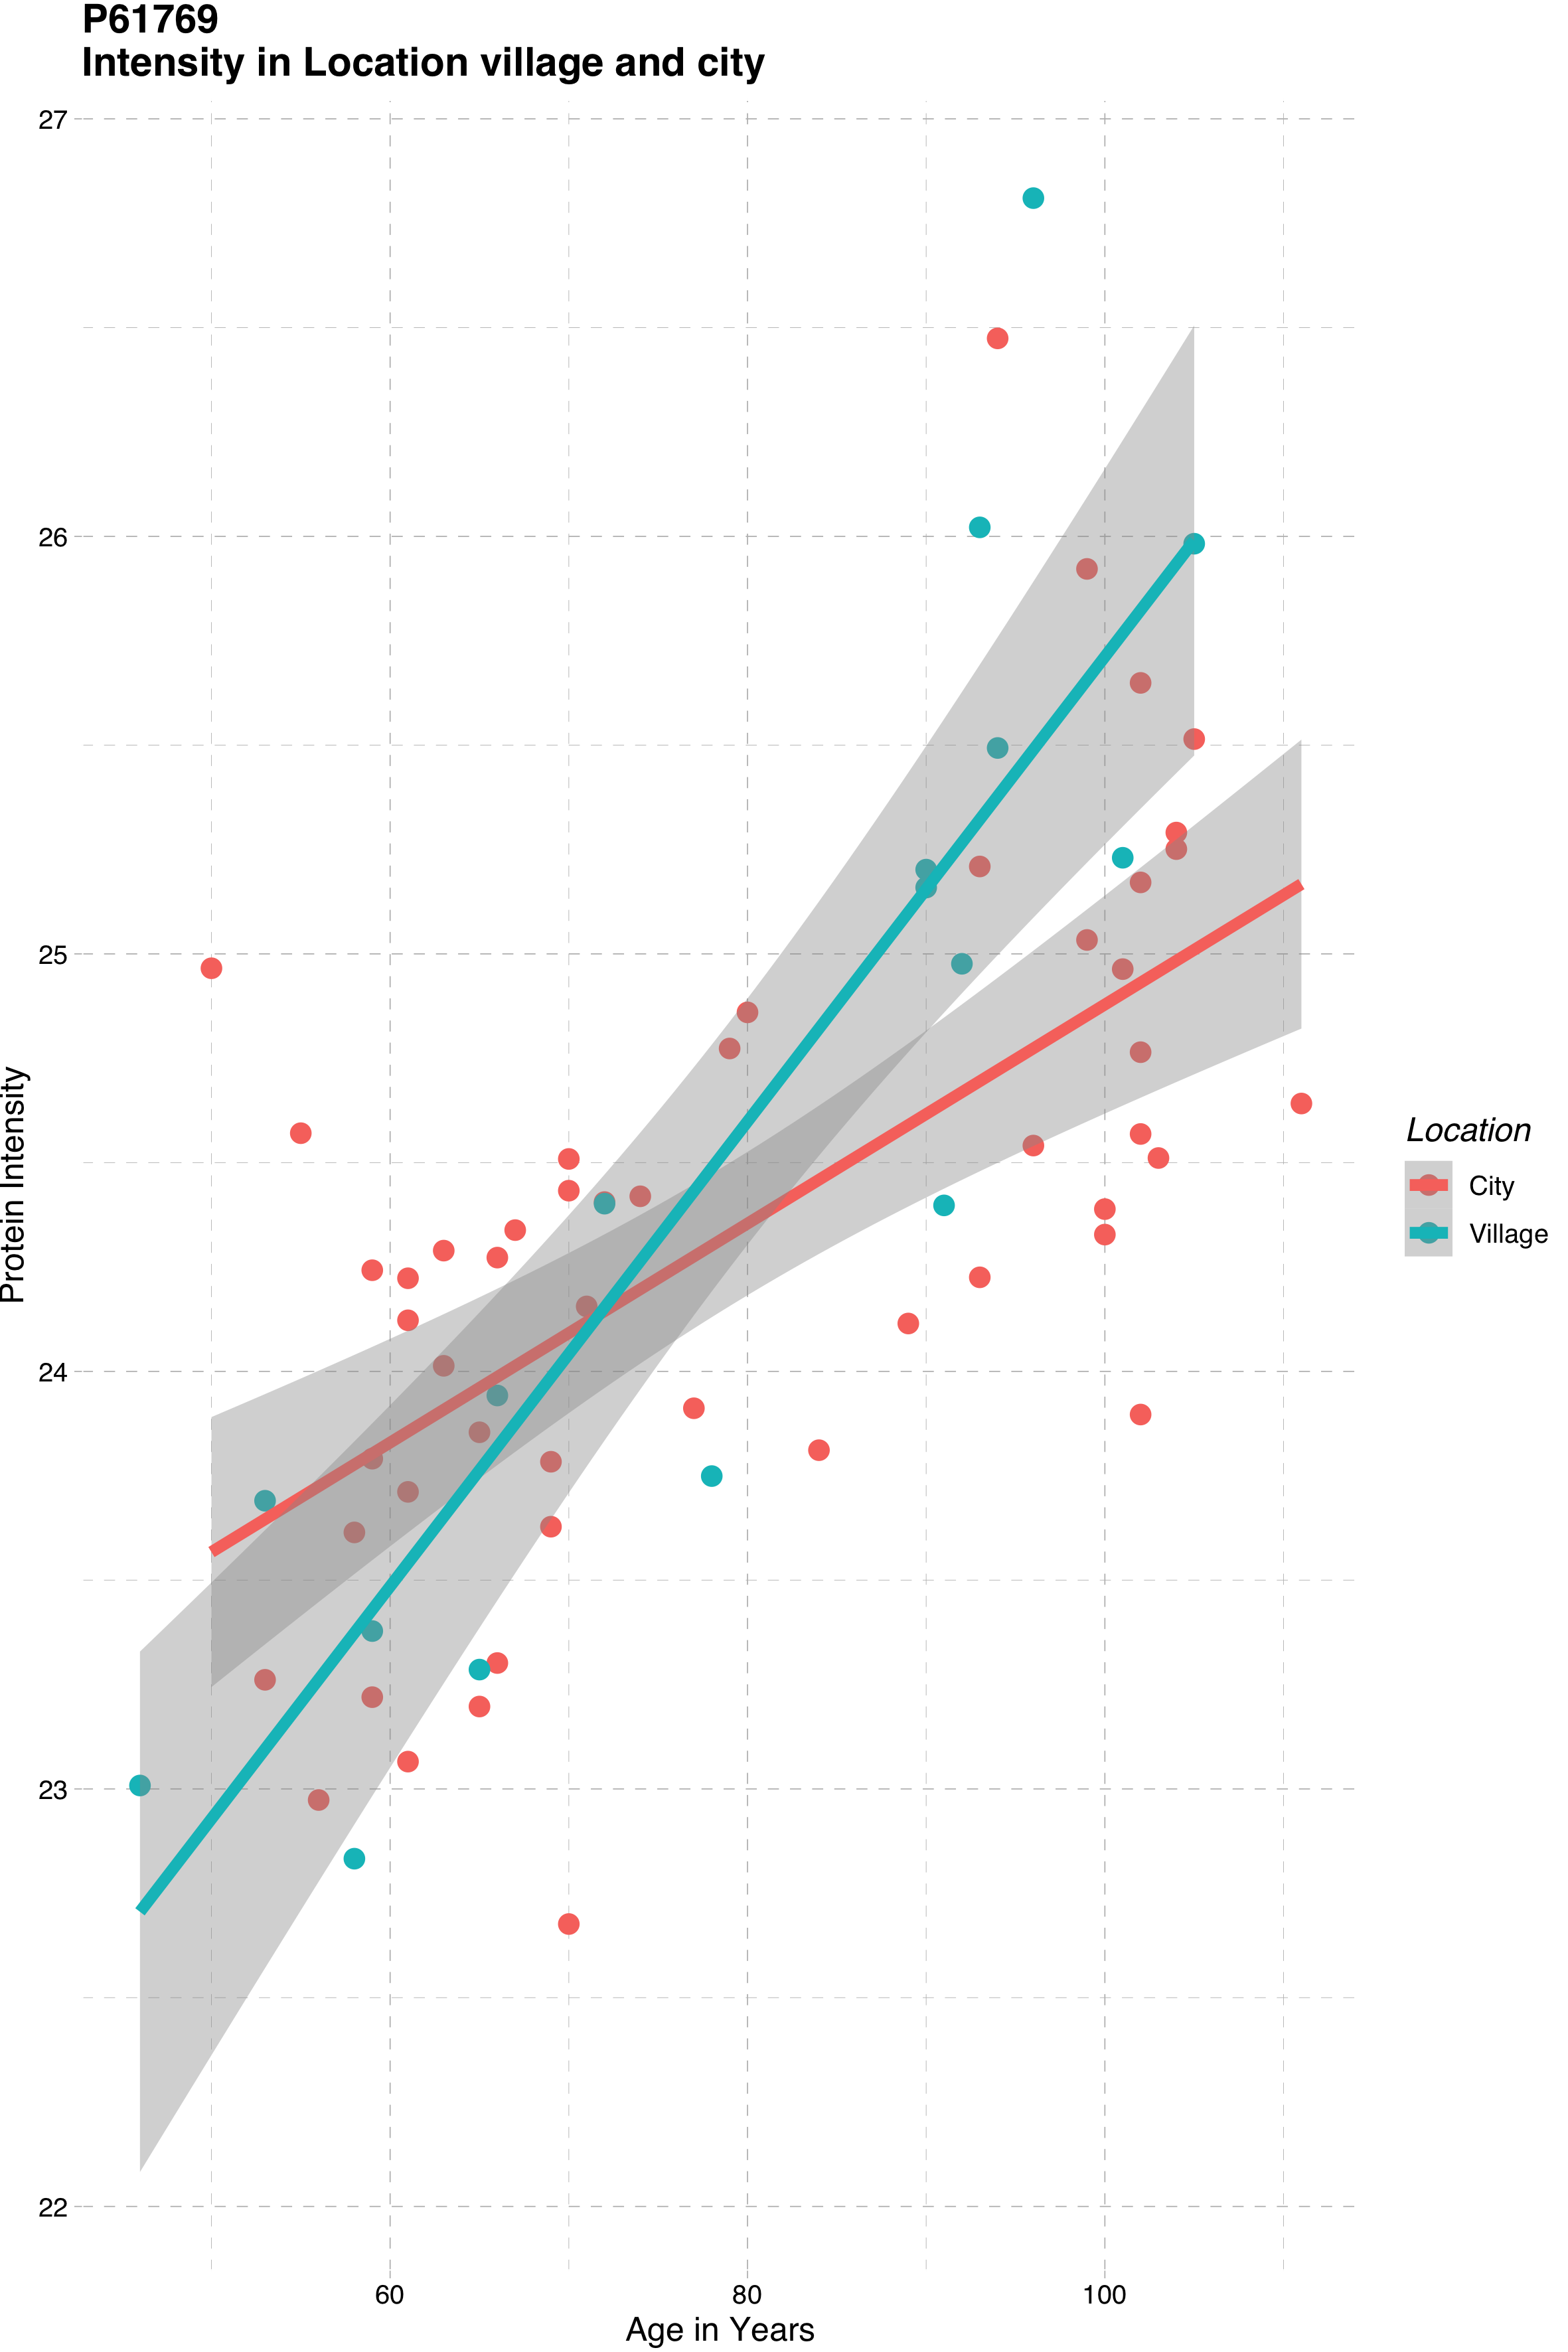 P61769
Intensity in Location village and city
27
26
25
24
23
22
Protein Intensity
60
80
100
Age in Years
Location
City
Village